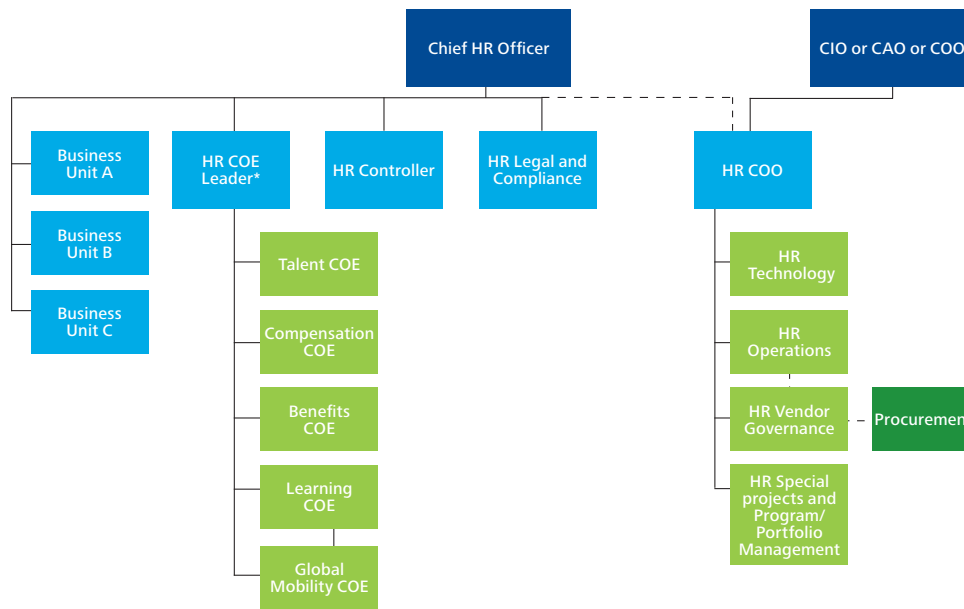 Chief HR Officer
CIO or CAO or COO
Business
Unit A
HR COE
Leader*
HR Controller
HR Legal and
Compliance
HR COO
Business
Unit B
Business
Unit C
Talent COE
Compensation
COE
Benefits
COE
Learning
COE
Global
Mobility COE
HR
Technology
HR
Operations
HR Vendor
Governance
Procuremen
HR Special
projects and
Program/
Portfolio
Management